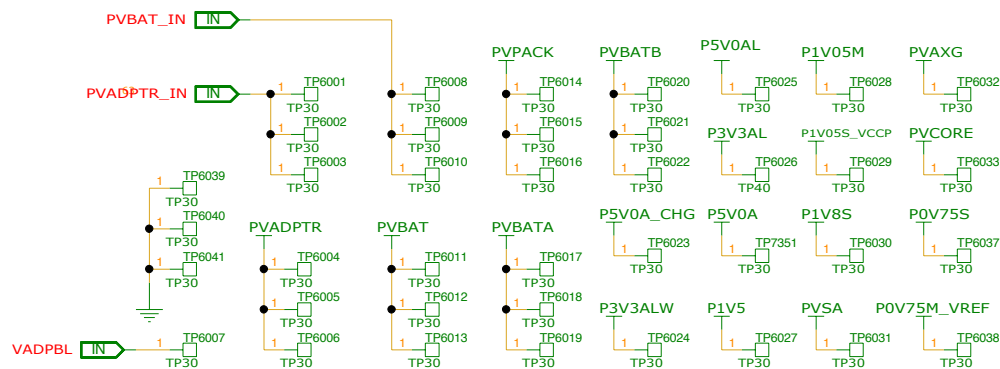 PVBAT_IN IN
PVPACK PVBATB P5V0AL P1V05M PVAXG
PVADPTR_IN IN
1 TP6001 TP30
1 TP6008 TP30
1 TP6014 TP30
1 TP6020 TP30
1 TP6025 TP30
1 TP6028 TP30
1 TP6032 TP30
1 TP6002 TP30
1 TP6009 TP30
1 TP6015 TP30
1 TP6021 TP30
P3V3AL P1V05S_VCCP PVCORE
1 TP6003 TP30
1 TP6010 TP30
1 TP6016 TP30
1 TP6022 TP30
1 TP6026 TP40
1 TP6029 TP30
1 TP6033 TP30
1 TP6039 TP30
1 TP6040 TP30
1 TP6041 TP30
PVADPTR PVBAT PVBATA P5V0A_CHG P5V0A P1V8S P0V75S
1 TP6023 TP30
1 TP7351 TP30
1 TP6030 TP30
1 TP6037 TP30
1 TP6004 TP30
1 TP6011 TP30
1 TP6017 TP30
1 TP6005 TP30
1 TP6012 TP30
1 TP6018 TP30
P3V3ALW P1V5 PVSA P0V75M_VREF
VADPBL IN
1 TP6007 TP30
1 TP6006 TP30
1 TP6013 TP30
1 TP6019 TP30
1 TP6024 TP30
1 TP6027 TP30
1 TP6031 TP30
1 TP6038 TP30